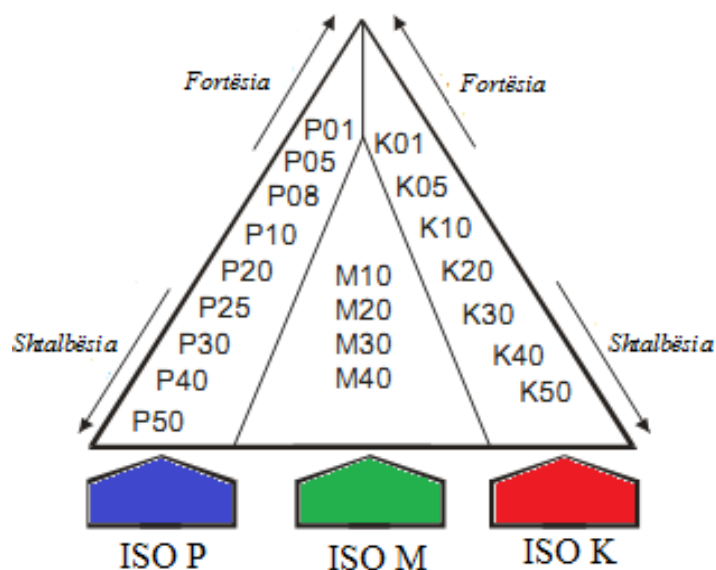 Fortësia
Fortësia
P01
P05
P08
P10
P20
P25
P30
P40
P50
M10
M20
M30
M40
K01
K05
K10
K20
K30
K40
K50
Shtalbësia
Shtalbësia
ISO P
ISO M
ISO K